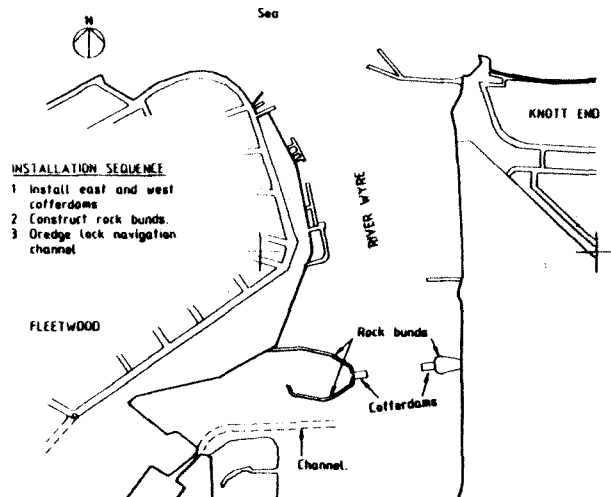 Sea
N
KNOTT END
INSTALLATION SEQUENCE
1 Install east and west
cofferdams
2 Construct rock bunds.
3 Dredge lock navigation
channel
RIVER WYRE
FLEETWOOD
Rock bunds
Cofferdams
Channel.